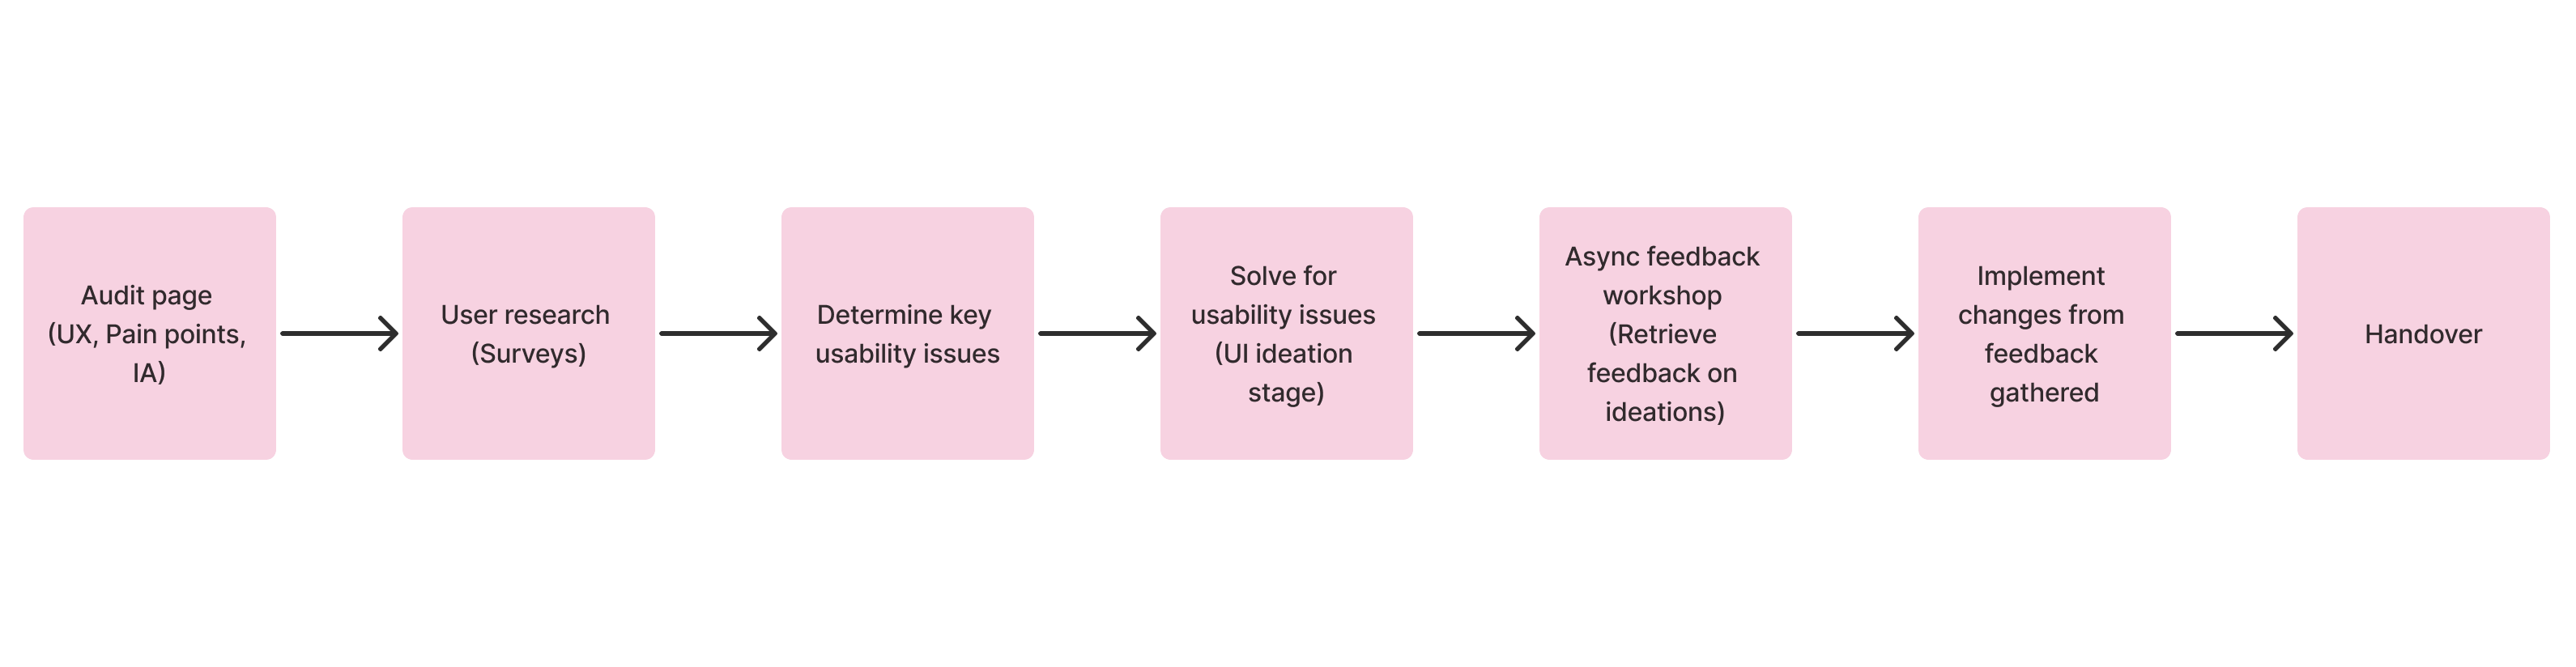 Audit page
(UX, Pain points,
IA)
User research
(Surveys)
Determine key
usability issues
Solve for
usability issues
(UI ideation
stage)
Async feedback
workshop
(Retrieve
feedback on
ideations)
Implement
changes from
feedback
gathered
Handover